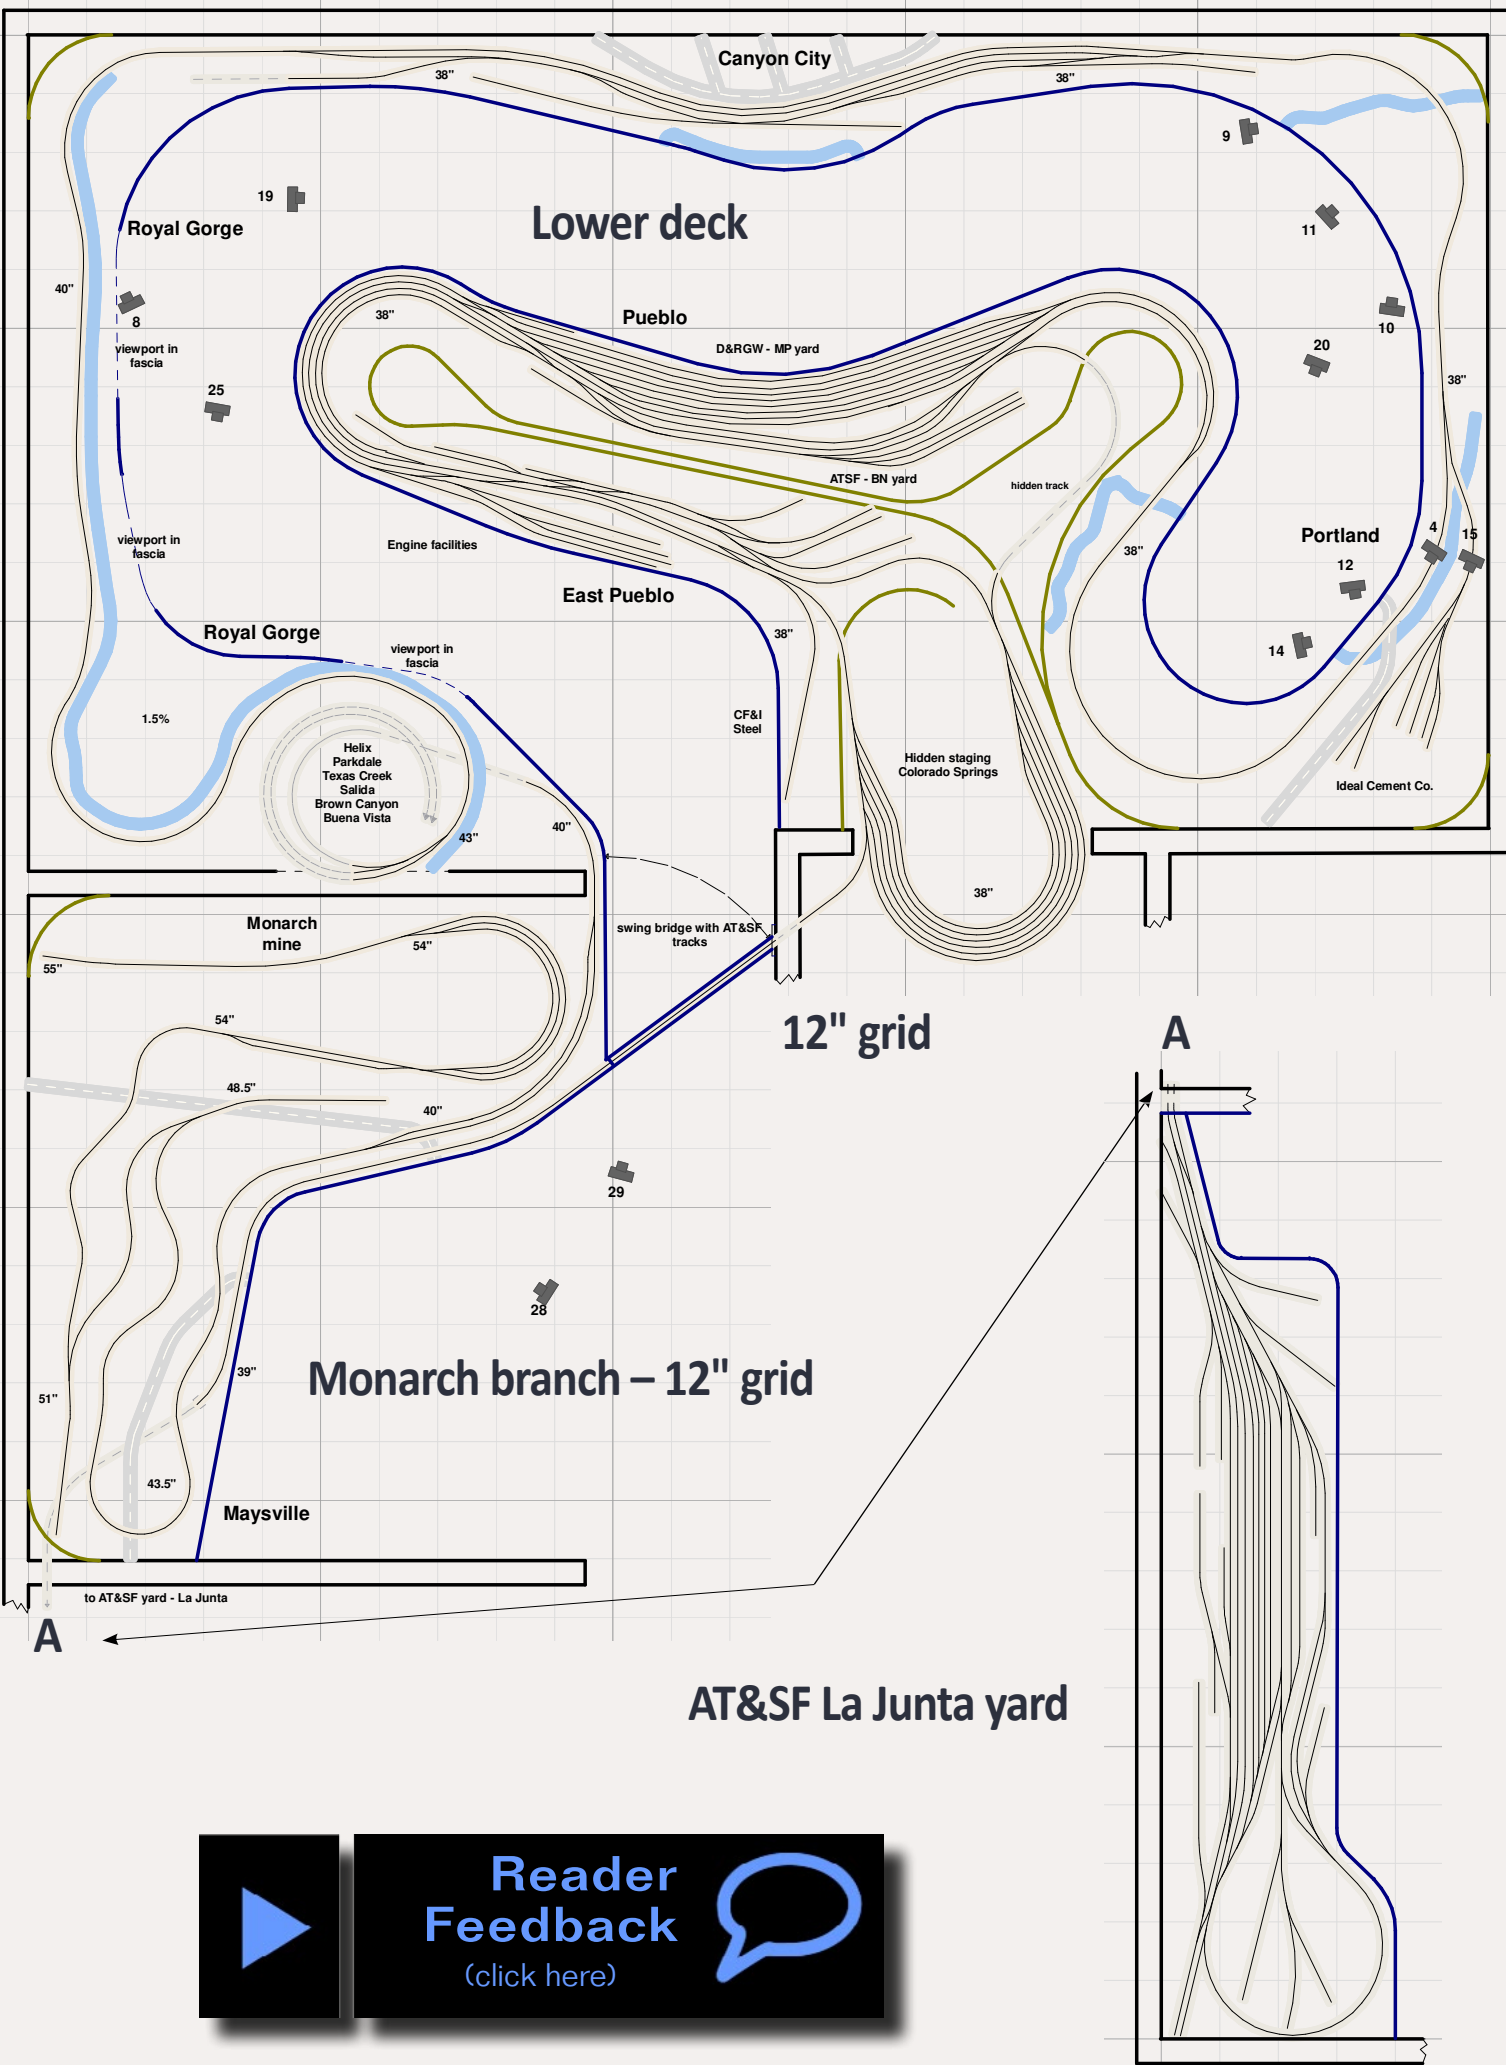 Canyon City
38"
38"
9
19
Royal Gorge
Lower deck
11
40"
8
38"
Pueblo
10
viewport in
fascia
D&RGW - MP yard
20
25
38"
ATSF - BN yard
hidden track
viewport in
fascia
Engine facilities
38"
Portland
4
15
12
East Pueblo
Royal Gorge
38"
viewport in
fascia
14
1.5%
CF&I
Steel
Helix
Parkdale
Texas Creek
Salida
Brown Canyon
Buena Vista
Hidden staging
Colorado Springs
Ideal Cement Co.
43"
40"
38"
Monarch
mine
54"
swing bridge with AT&SF
tracks
55"
54"
12" grid
A
48.5"
40"
29
28
39"
Monarch branch – 12" grid
51"
43.5"
Maysville
to AT&SF yard - La Junta
A
AT&SF La Junta yard
Reader
Feedback
(click here)